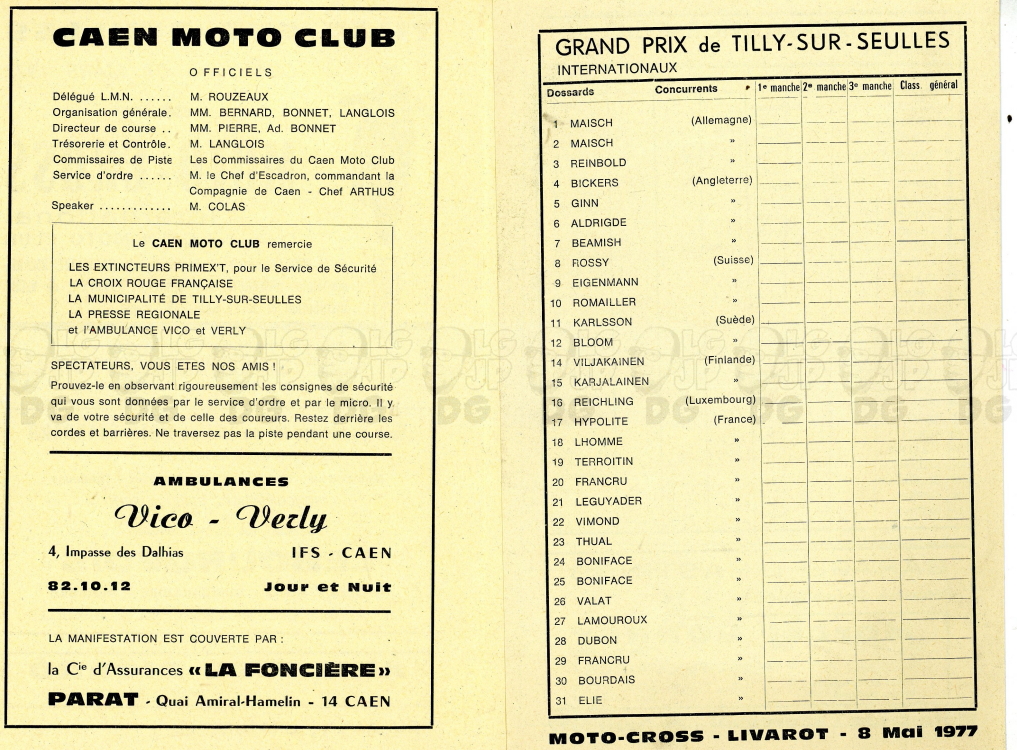 CAEN MOTO CLUB
OFFICIELS
Délégué L.M.N. ...... M. ROUZEAUX
Organisation générale. MM. BERNARD, BONNET, LANGLOIS
Directeur de course .. MM. PIERRE, Ad. BONNET
Trésorerie et Contrôle. M. LANGLOIS
Commissaires de Piste Les Commissaires du Caen Moto Club
Service d'ordre ...... M. le Chef d'Escadron, commandant la
Compagnie de Caen - Chef ARTHUS
Speaker ............. M. COLAS
Le CAEN MOTO CLUB remercie
LES EXTINCTEURS PRIMEX'T, pour le Service de Sécurité
LA CROIX ROUGE FRANÇAISE
LA MUNICIPALITÉ DE TILLY-SUR-SEULLES
LA PRESSE REGIONALE
et l'AMBULANCE VICO et VERLY
SPECTATEURS, VOUS ETES NOS AMIS !
Prouvez-le en observant rigoureusement les consignes de sécurité
qui vous sont données par le service d'ordre et par le micro. Il y
va de votre sécurité et de celle des coureurs. Restez derrière les
cordes et barrières. Ne traversez pas la piste pendant une course.
AMBULANCES
Vico - Verly
4, Impasse des Dalhias IFS - CAEN
82.10.12 Jour et Nuit
LA MANIFESTATION EST COUVERTE PAR :
la Cie d'Assurances « LA FONCIÈRE »
PARAT - Quai Amiral-Hamelin - 14 CAEN
GRAND PRIX de TILLY-SUR-SEULLES
INTERNATIONAUX
Dossards Concurrents 1e manche 2me manche 3e manche Class général
1 MAISCH (Allemagne)
2 MAISCH »
3 REINBOLD »
4 BICKERS (Angleterre)
5 GINN »
6 ALDRIGDE »
7 BEAMISH »
8 ROSSY (Suisse)
9 EIGENMANN »
10 ROMAILLER »
11 KARLSSON (Suède)
12 BLOOM »
14 VILJAKAINEN (Finlande)
15 KARJALAINEN »
16 REICHLING (Luxembourg)
17 HYPOLITE (France)
18 LHOMME »
19 TERROITIN »
20 FRANCRU »
21 LEGUYADER »
22 VIMOND »
23 THUAL »
24 BONIFACE »
25 BONIFACE »
26 VALAT »
27 LAMOUROUX »
28 DUBON »
29 FRANCRU »
30 BOURDAIS »
31 ELIE »
MOTO-CROSS - LIVAROT - 8 Mai 1977